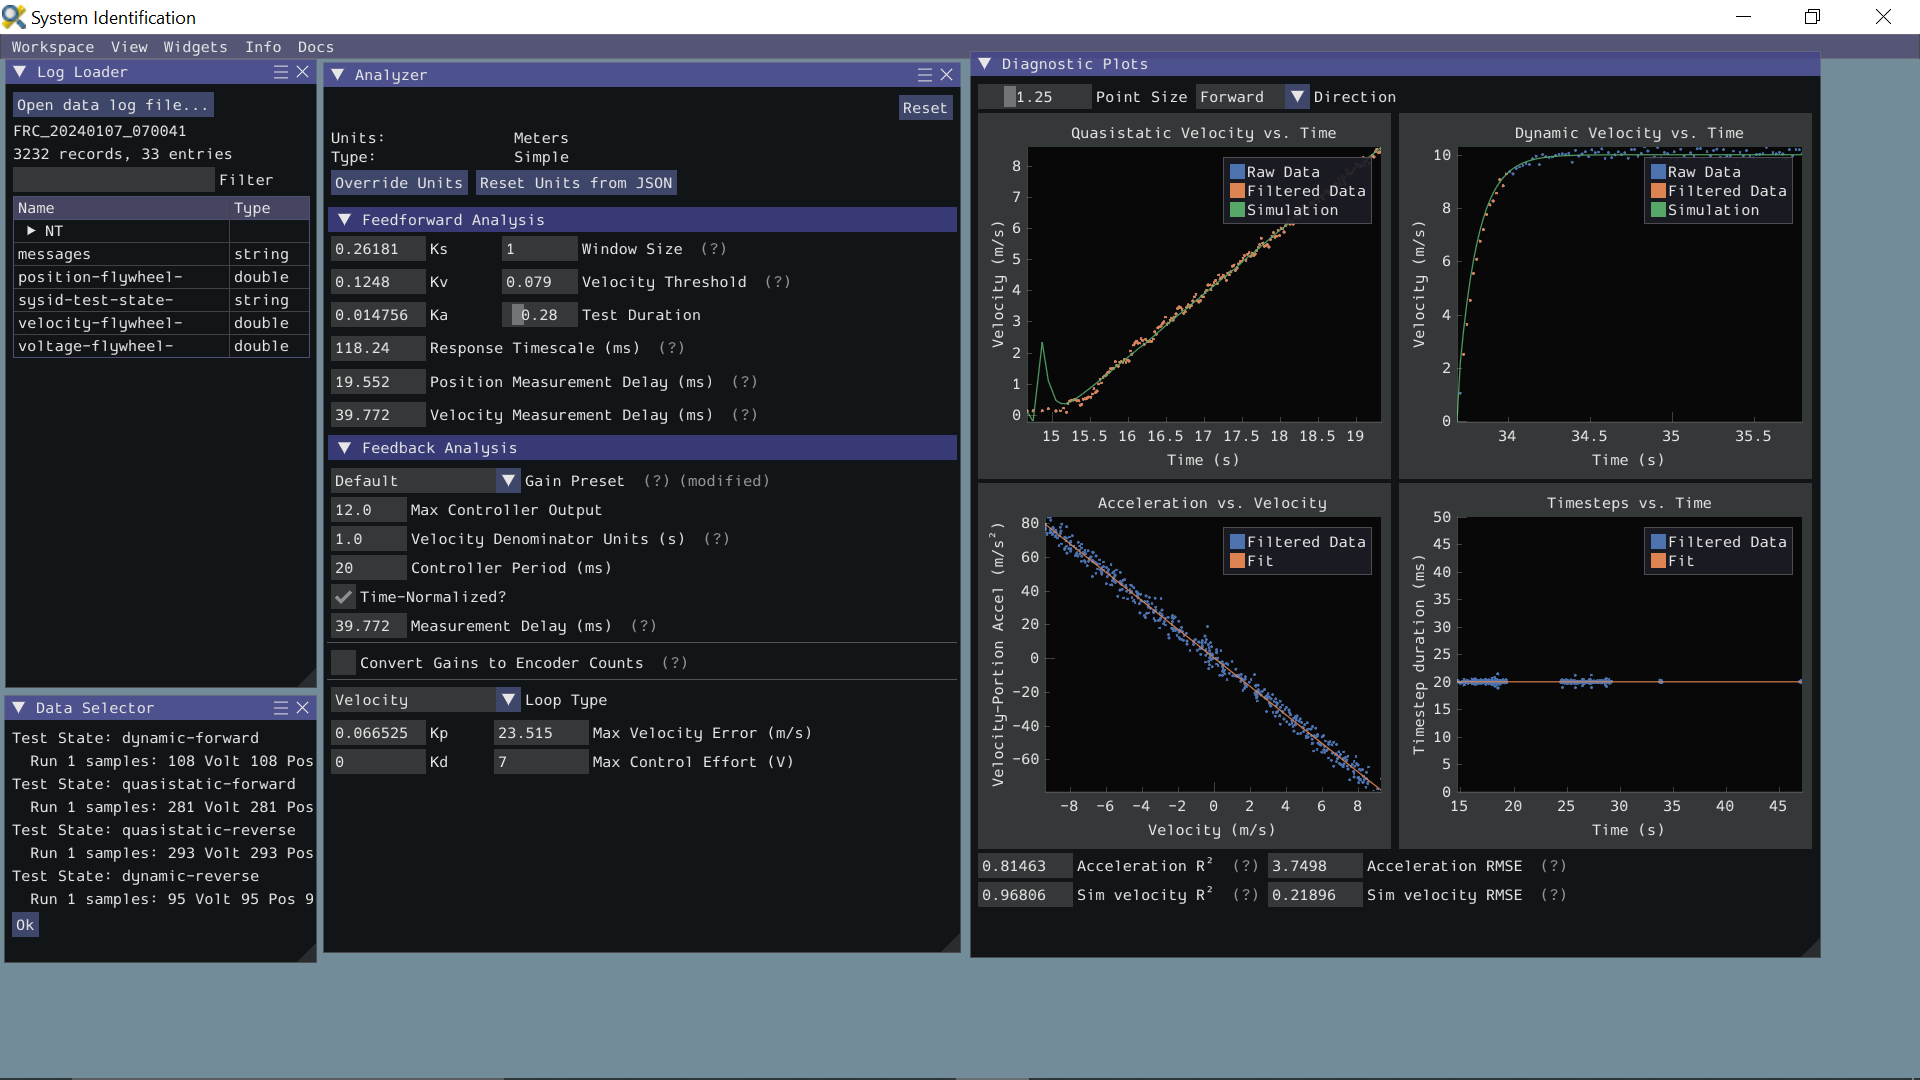 System Identification
Workspace View Widgets Info Docs
Log Loader
Open data log file...
FRC_20240107_070041
3232 records, 33 entries
Filter
Name Type
NT
messages string
position-flywheel- double
sysid-test-state- string
velocity-flywheel- double
voltage-flywheel- double
Data Selector
Test State: dynamic-forward
Run 1 samples: 108 Volt 108 Pos
Test State: quasistatic-forward
Run 1 samples: 281 Volt 281 Pos
Test State: quasistatic-reverse
Run 1 samples: 293 Volt 293 Pos
Test State: dynamic-reverse
Run 1 samples: 95 Volt 95 Pos 9
Ok
Analyzer
Reset
Units: Meters
Type: Simple
Override Units Reset Units from JSON
Feedforward Analysis
0.26181 Ks 1 Window Size (?)
0.1248 Kv 0.079 Velocity Threshold (?)
0.014756 Ka 0.28 Test Duration
118.24 Response Timescale (ms) (?)
19.552 Position Measurement Delay (ms) (?)
39.772 Velocity Measurement Delay (ms) (?)
Feedback Analysis
Default Gain Preset (?) (modified)
12.0 Max Controller Output
1.0 Velocity Denominator Units (s) (?)
20 Controller Period (ms)
Time-Normalized?
39.772 Measurement Delay (ms) (?)
Convert Gains to Encoder Counts (?)
Velocity Loop Type
0.066525 Kp 23.515 Max Velocity Error (m/s)
0 Kd 7 Max Control Effort (V)
Diagnostic Plots
1.25 Point Size Forward Direction
Quasistatic Velocity vs. Time
Raw Data
Filtered Data
Simulation
Velocity (m/s)
8
7
6
5
4
3
2
1
0
15 15.5 16 16.5 17 17.5 18 18.5 19
Time (s)
Dynamic Velocity vs. Time
Raw Data
Filtered Data
Simulation
Velocity (m/s)
10
8
6
4
2
0
34 34.5 35 35.5
Time (s)
Acceleration vs. Velocity
Filtered Data
Fit
Velocity-Portion Accel (m/s²)
80
60
40
20
0
-20
-40
-60
-8 -6 -4 -2 0 2 4 6 8
Velocity (m/s)
Timesteps vs. Time
Filtered Data
Fit
Timestep duration (ms)
50
45
40
35
30
25
20
15
10
5
0
15 20 25 30 35 40 45
Time (s)
0.81463 Acceleration R² (?) 3.7498 Acceleration RMSE (?)
0.96806 Sim velocity R² (?) 0.21896 Sim velocity RMSE (?)